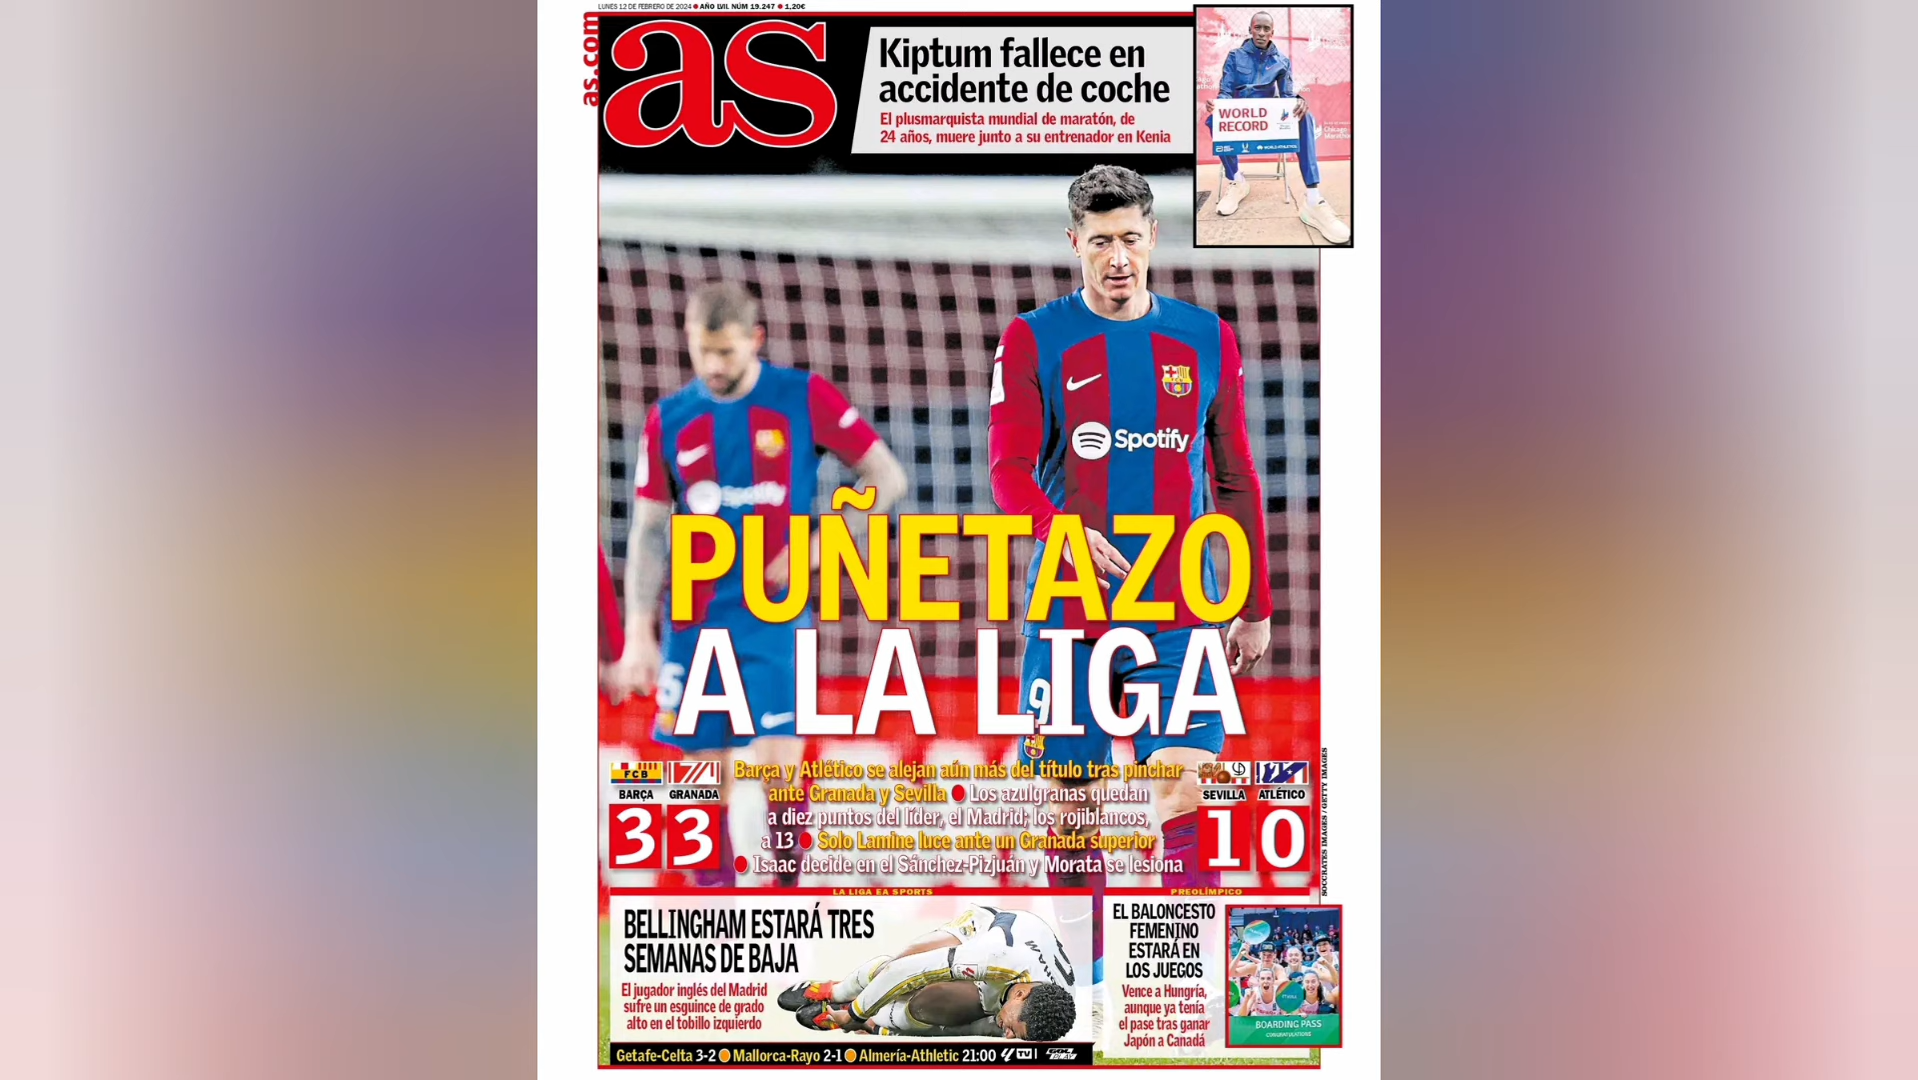 LUNES 12 DE FEBRERO DE 2024 ● AÑO LVII. NÚM 19.247 ● 1,20€
as.com
as
Kiptum fallece en
accidente de coche
El plusmarquista mundial de maratón, de
24 años, muere junto a su entrenador en Kenia
WORLD
RECORD
Spotify
Spotify
PUÑETAZO
A LA LIGA
9
FCB
BARÇA GRANADA
3 3
Barça y Atlético se alejan aún más del título tras pinchar
ante Granada y Sevilla ● Los azulgranas quedan
a diez puntos del líder, el Madrid; los rojiblancos,
a 13 ● Solo Lamine luce ante un Granada superior
● Isaac decide en el Sánchez-Pizjuán y Morata se lesiona
SEVILLA ATLÉTICO
1 0
SOCCRATES IMAGES / GETTY IMAGES
LA LIGA EA SPORTS
BELLINGHAM ESTARÁ TRES
SEMANAS DE BAJA
El jugador inglés del Madrid
sufre un esguince de grado
alto en el tobillo izquierdo
PREOLÍMPICO
EL BALONCESTO
FEMENINO
ESTARÁ EN
LOS JUEGOS
Vence a Hungría,
aunque ya tenía
el pase tras ganar
Japón a Canadá
BOARDING PASS
CONGRATULATIONS
Getafe-Celta 3-2 ● Mallorca-Rayo 2-1 ● Almería-Athletic 21:00 TV GOL PLAY